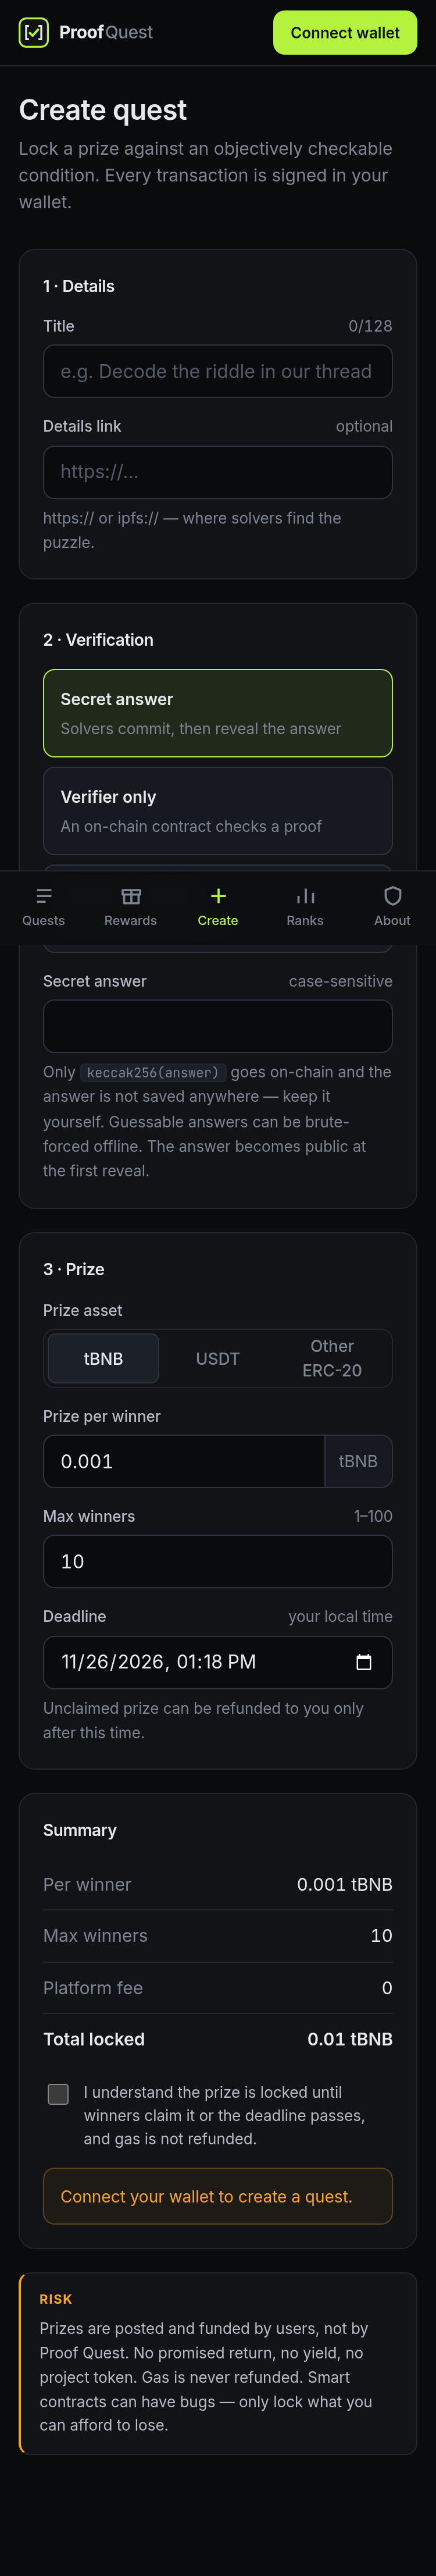 ProofQuest
Connect wallet
Create quest
Lock a prize against an objectively checkable
condition. Every transaction is signed in your
wallet.
1 · Details
Title 0/128
e.g. Decode the riddle in our thread
Details link optional
https://...
https:// or ipfs:// — where solvers find the
puzzle.
2 · Verification
Secret answer
Solvers commit, then reveal the answer
Verifier only
An on-chain contract checks a proof
Quests Rewards Create Ranks About
Secret answer case-sensitive
Only keccak256(answer) goes on-chain and the
answer is not saved anywhere — keep it
yourself. Guessable answers can be brute-
forced offline. The answer becomes public at
the first reveal.
3 · Prize
Prize asset
tBNB USDT Other
ERC-20
Prize per winner
0.001 tBNB
Max winners 1–100
10
Deadline your local time
11/26/2026, 01:18 PM
Unclaimed prize can be refunded to you only
after this time.
Summary
Per winner 0.001 tBNB
Max winners 10
Platform fee 0
Total locked 0.01 tBNB
I understand the prize is locked until
winners claim it or the deadline passes,
and gas is not refunded.
Connect your wallet to create a quest.
RISK
Prizes are posted and funded by users, not by
Proof Quest. No promised return, no yield, no
project token. Gas is never refunded. Smart
contracts can have bugs — only lock what you
can afford to lose.